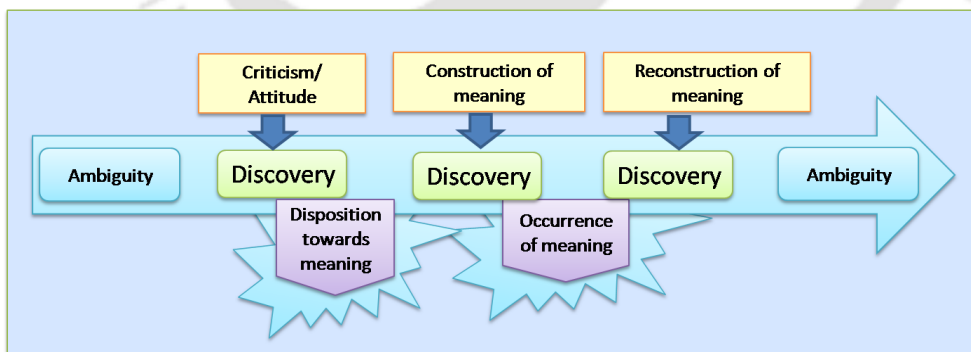 Criticism/
Attitude
Construction of
meaning
Reconstruction of
meaning
Ambiguity
Discovery
Discovery
Discovery
Ambiguity
Disposition
towards
meaning
Occurrence
of meaning